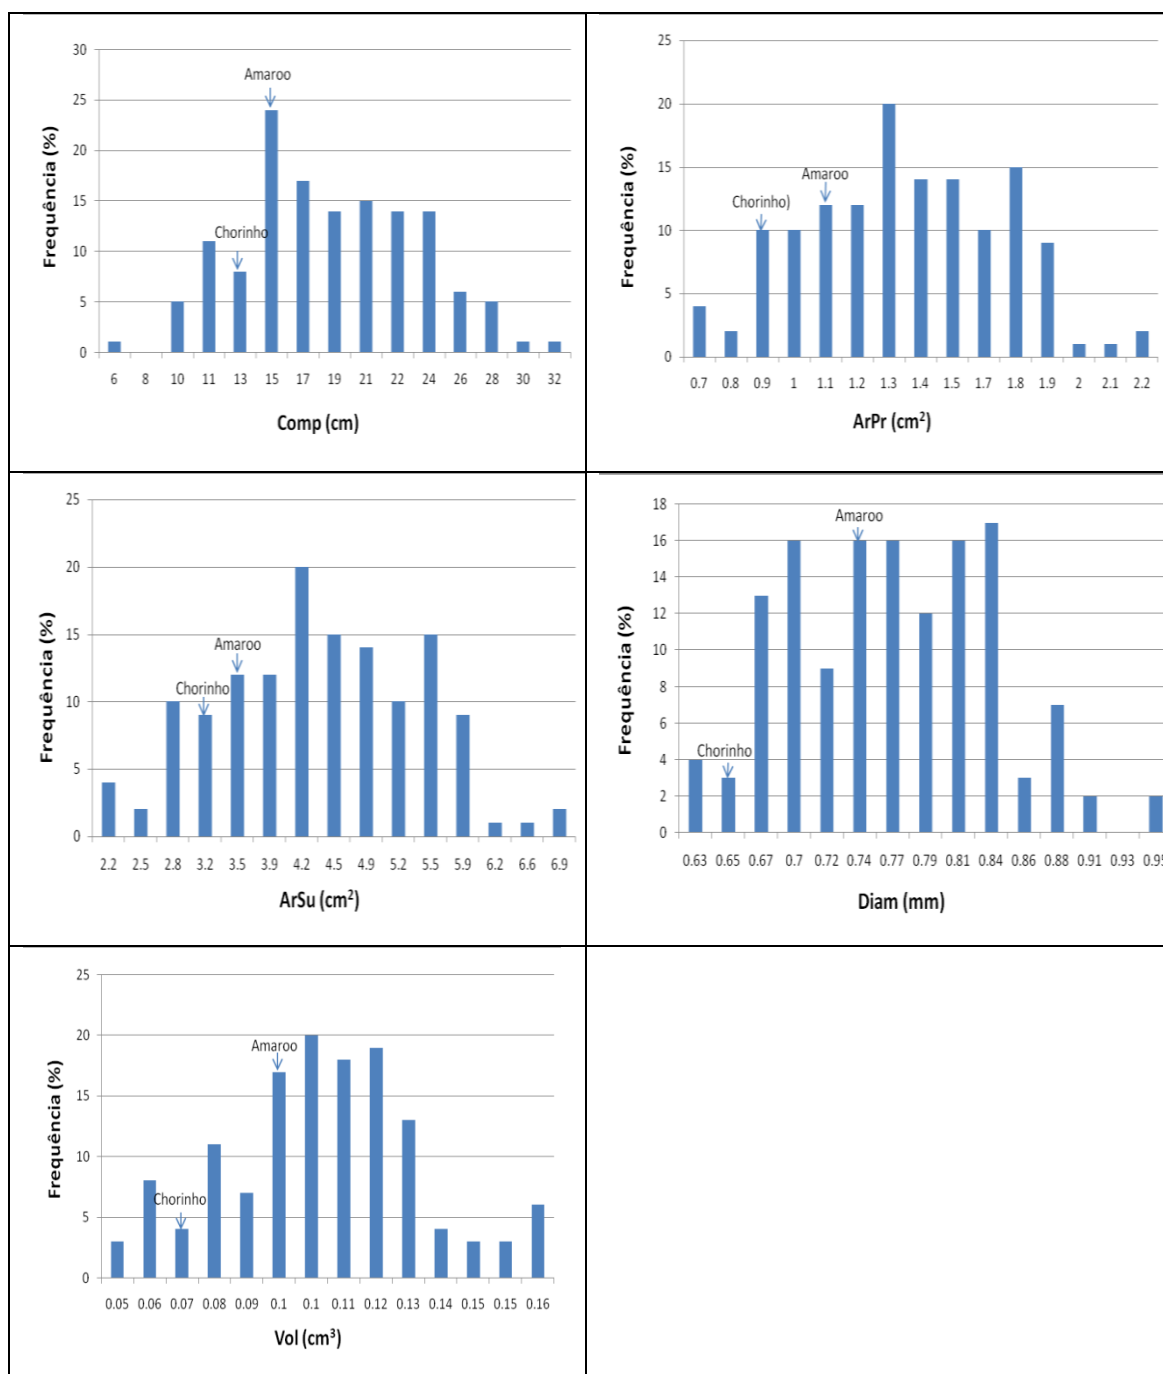 30
25
20
15
10
5
0
Frequência (%)
Amaroo
Chorinho
6 8 10 11 13 15 17 19 21 22 24 26 28 30 32
Comp (cm)
25
20
15
10
5
0
Frequência (%)
Chorinho)
Amaroo
0.7 0.8 0.9 1 1.1 1.2 1.3 1.4 1.5 1.7 1.8 1.9 2 2.1 2.2
ArPr (cm²)
25
20
15
10
5
0
Frequência (%)
Amaroo
Chorinho
2.2 2.5 2.8 3.2 3.5 3.9 4.2 4.5 4.9 5.2 5.5 5.9 6.2 6.6 6.9
ArSu (cm²)
18
16
14
12
10
8
6
4
2
0
Frequência (%)
Amaroo
Chorinho
0.63 0.65 0.67 0.7 0.72 0.74 0.77 0.79 0.81 0.84 0.86 0.88 0.91 0.93 0.95
Diam (mm)
25
20
15
10
5
0
Frequência (%)
Amaroo
Chorinho
0.05 0.06 0.07 0.08 0.09 0.1 0.1 0.11 0.12 0.13 0.14 0.15 0.15 0.16
Vol (cm³)